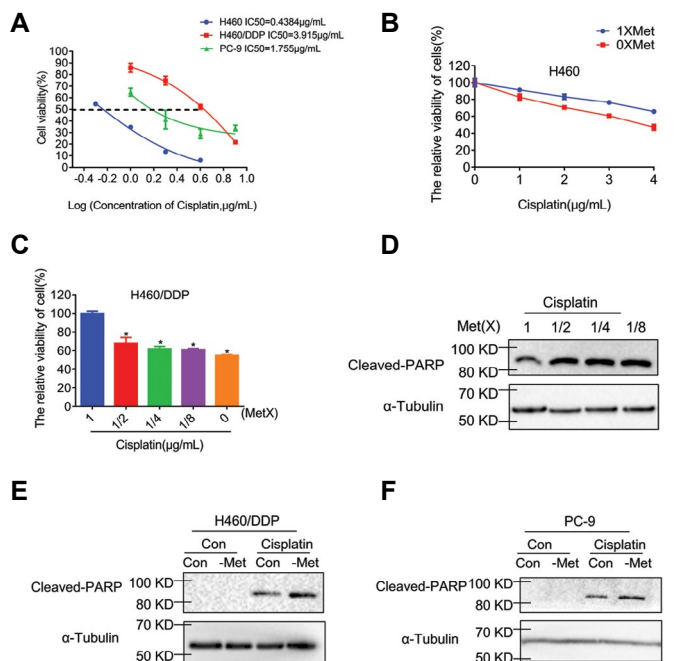 A
H460 IC50=0.4384μg/mL
H460/DDP IC50=3.915μg/mL
PC-9 IC50=1.755μg/mL
Cell viability(%)
100
90
80
70
60
50
40
30
20
10
0
-0.4 -0.2 0.0 0.2 0.4 0.6 0.8 1.0
Log (Concentration of Cisplatin,μg/mL)
B
1XMet
0XMet
H460
The relative viability of cells(%)
120
100
80
60
40
20
0
0 1 2 3 4
Cisplatin(μg/mL)
C
H460/DDP
The relative viability of cell(%)
120
100
80
60
40
20
0
* * * *
1 1/2 1/4 1/8 0 (MetX)
Cisplatin(μg/mL)
D
Cisplatin
Met(X) 1 1/2 1/4 1/8
100 KD
Cleaved-PARP
80 KD
70 KD
α-Tubulin
50 KD
E
H460/DDP
Con Cisplatin
Con -Met Con -Met
100 KD
Cleaved-PARP
80 KD
70 KD
α-Tubulin
50 KD
F
PC-9
Con Cisplatin
Con -Met Con -Met
Cleaved-PARP 100 KD
80 KD
70 KD
α-Tubulin
50 KD